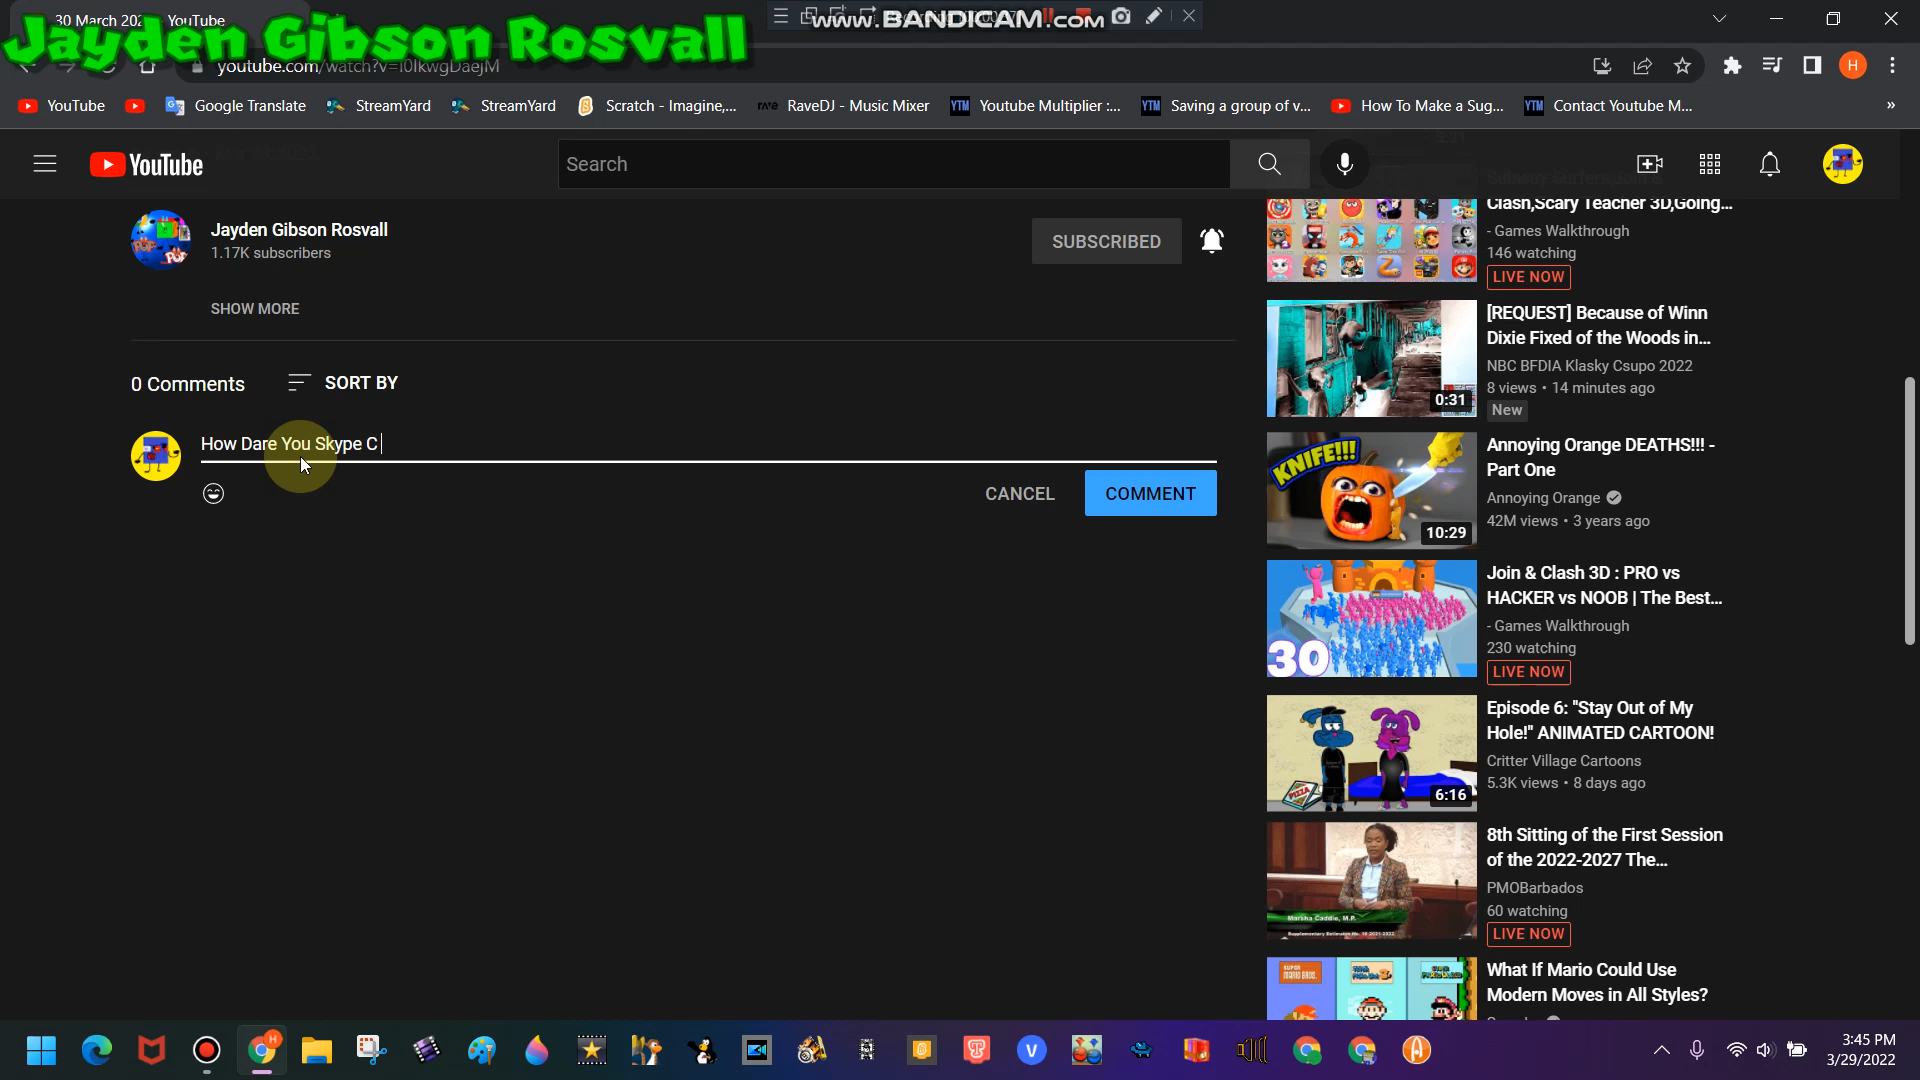 30 March 202 YouTube
www.BANDICAM.com
Jayden Gibson Rosvall
youtube.com/watch?v=I0IkwgDaejM
H
YouTube
Google Translate
StreamYard
StreamYard
Scratch - Imagine,...
RaveDJ - Music Mixer
YTM Youtube Multiplier :...
YTM Saving a group of v...
How To Make a Sug...
YTM Contact Youtube M...
»
YouTube
Search
Jayden Gibson Rosvall
1.17K subscribers
SUBSCRIBED
SHOW MORE
0 Comments
SORT BY
How Dare You Skype C
CANCEL
COMMENT
Clash,Scary Teacher 3D,Going...
- Games Walkthrough
146 watching
LIVE NOW
0:31
[REQUEST] Because of Winn
Dixie Fixed of the Woods in...
NBC BFDIA Klasky Csupo 2022
8 views • 14 minutes ago
New
KNIFE!!!
10:29
Annoying Orange DEATHS!!! -
Part One
Annoying Orange
42M views • 3 years ago
30
Join & Clash 3D : PRO vs
HACKER vs NOOB | The Best...
- Games Walkthrough
230 watching
LIVE NOW
PIZZA
6:16
Episode 6: "Stay Out of My
Hole!" ANIMATED CARTOON!
Critter Village Cartoons
5.3K views • 8 days ago
Marsha Caddle, M.P.
8th Sitting of the First Session
of the 2022-2027 The...
PMOBarbados
60 watching
LIVE NOW
What If Mario Could Use
Modern Moves in All Styles?
3:45 PM
3/29/2022